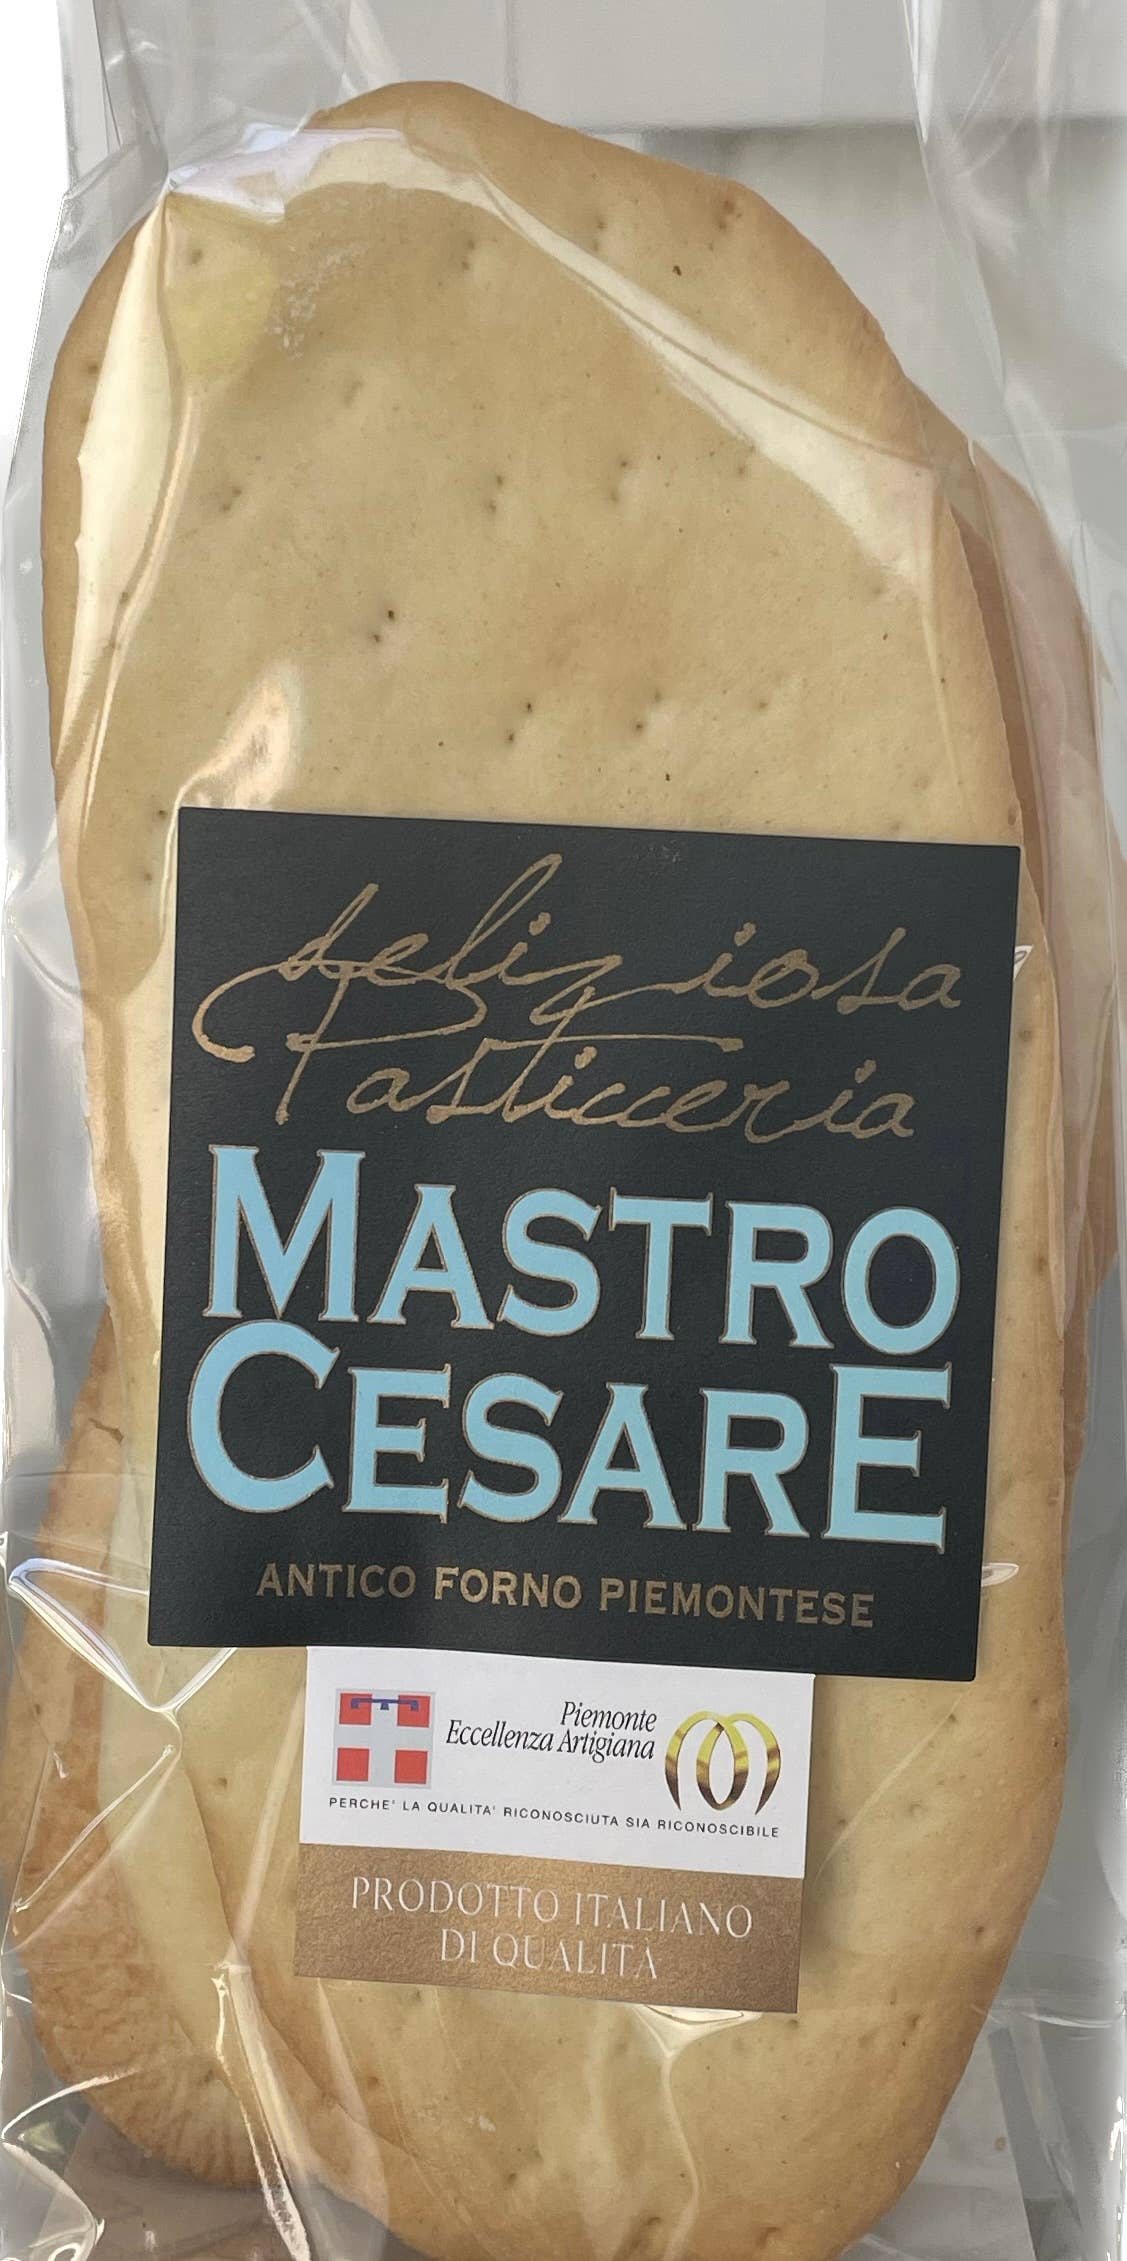 deliziosa
Pasticceria
MASTRO
CESARE
ANTICO FORNO PIEMONTESE
Piemonte
Eccellenza Artigiana
PERCHE' LA QUALITA' RICONOSCIUTA SIA RICONOSCIBILE
PRODOTTO ITALIANO
DI QUALITÀ